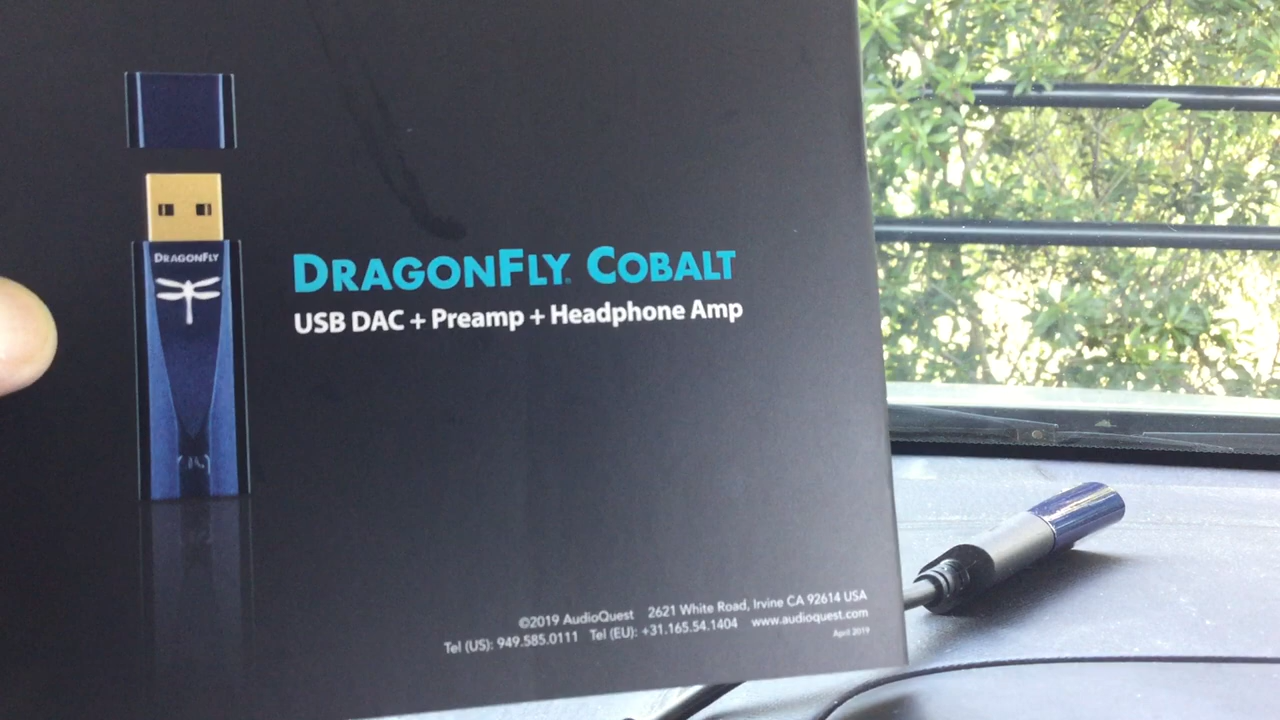 DRAGONFLY
DRAGONFLY COBALT
USB DAC + Preamp + Headphone Amp
©2019 AudioQuest 2621 White Road, Irvine CA 92614 USA
Tel (US): 949.585.0111 Tel (EU): +31.165.54.1404 www.audioquest.com
April 2019